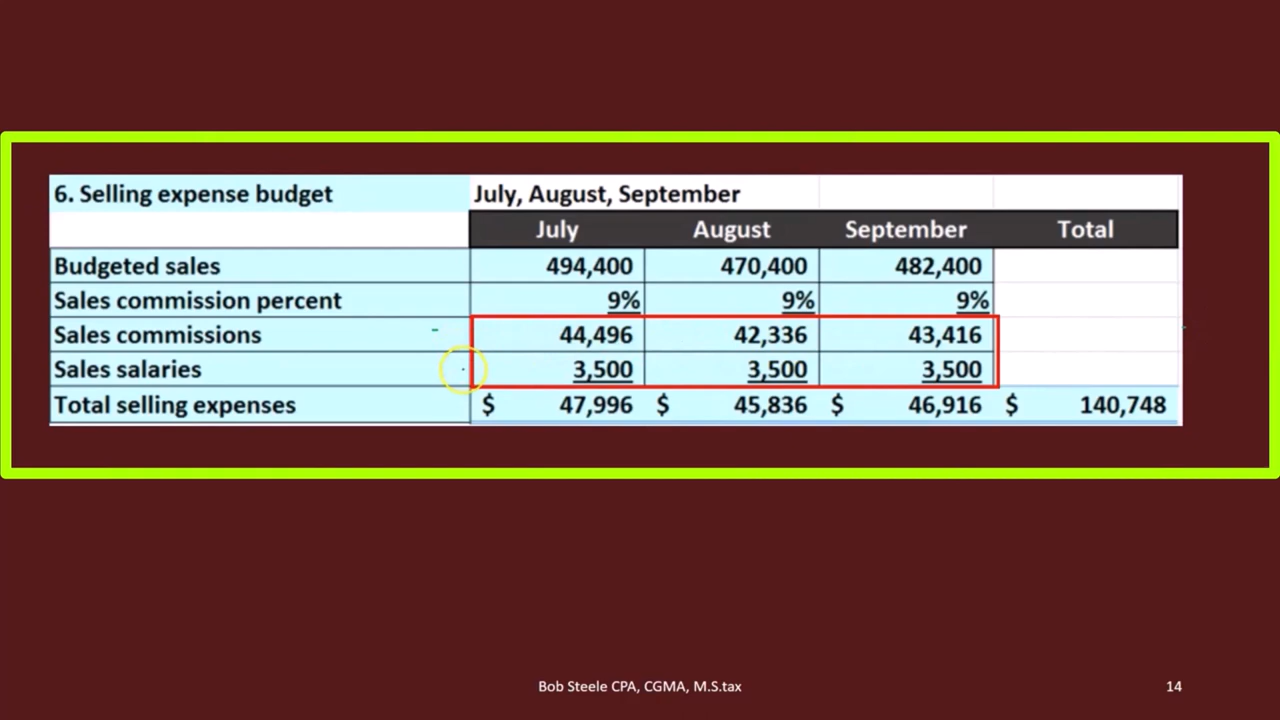 6. Selling expense budget July, August, September
July August September Total
Budgeted sales 494,400 470,400 482,400
Sales commission percent 9% 9% 9%
Sales commissions 44,496 42,336 43,416
Sales salaries 3,500 3,500 3,500
Total selling expenses $ 47,996 $ 45,836 $ 46,916 $ 140,748
Bob Steele CPA, CGMA, M.S.tax 14